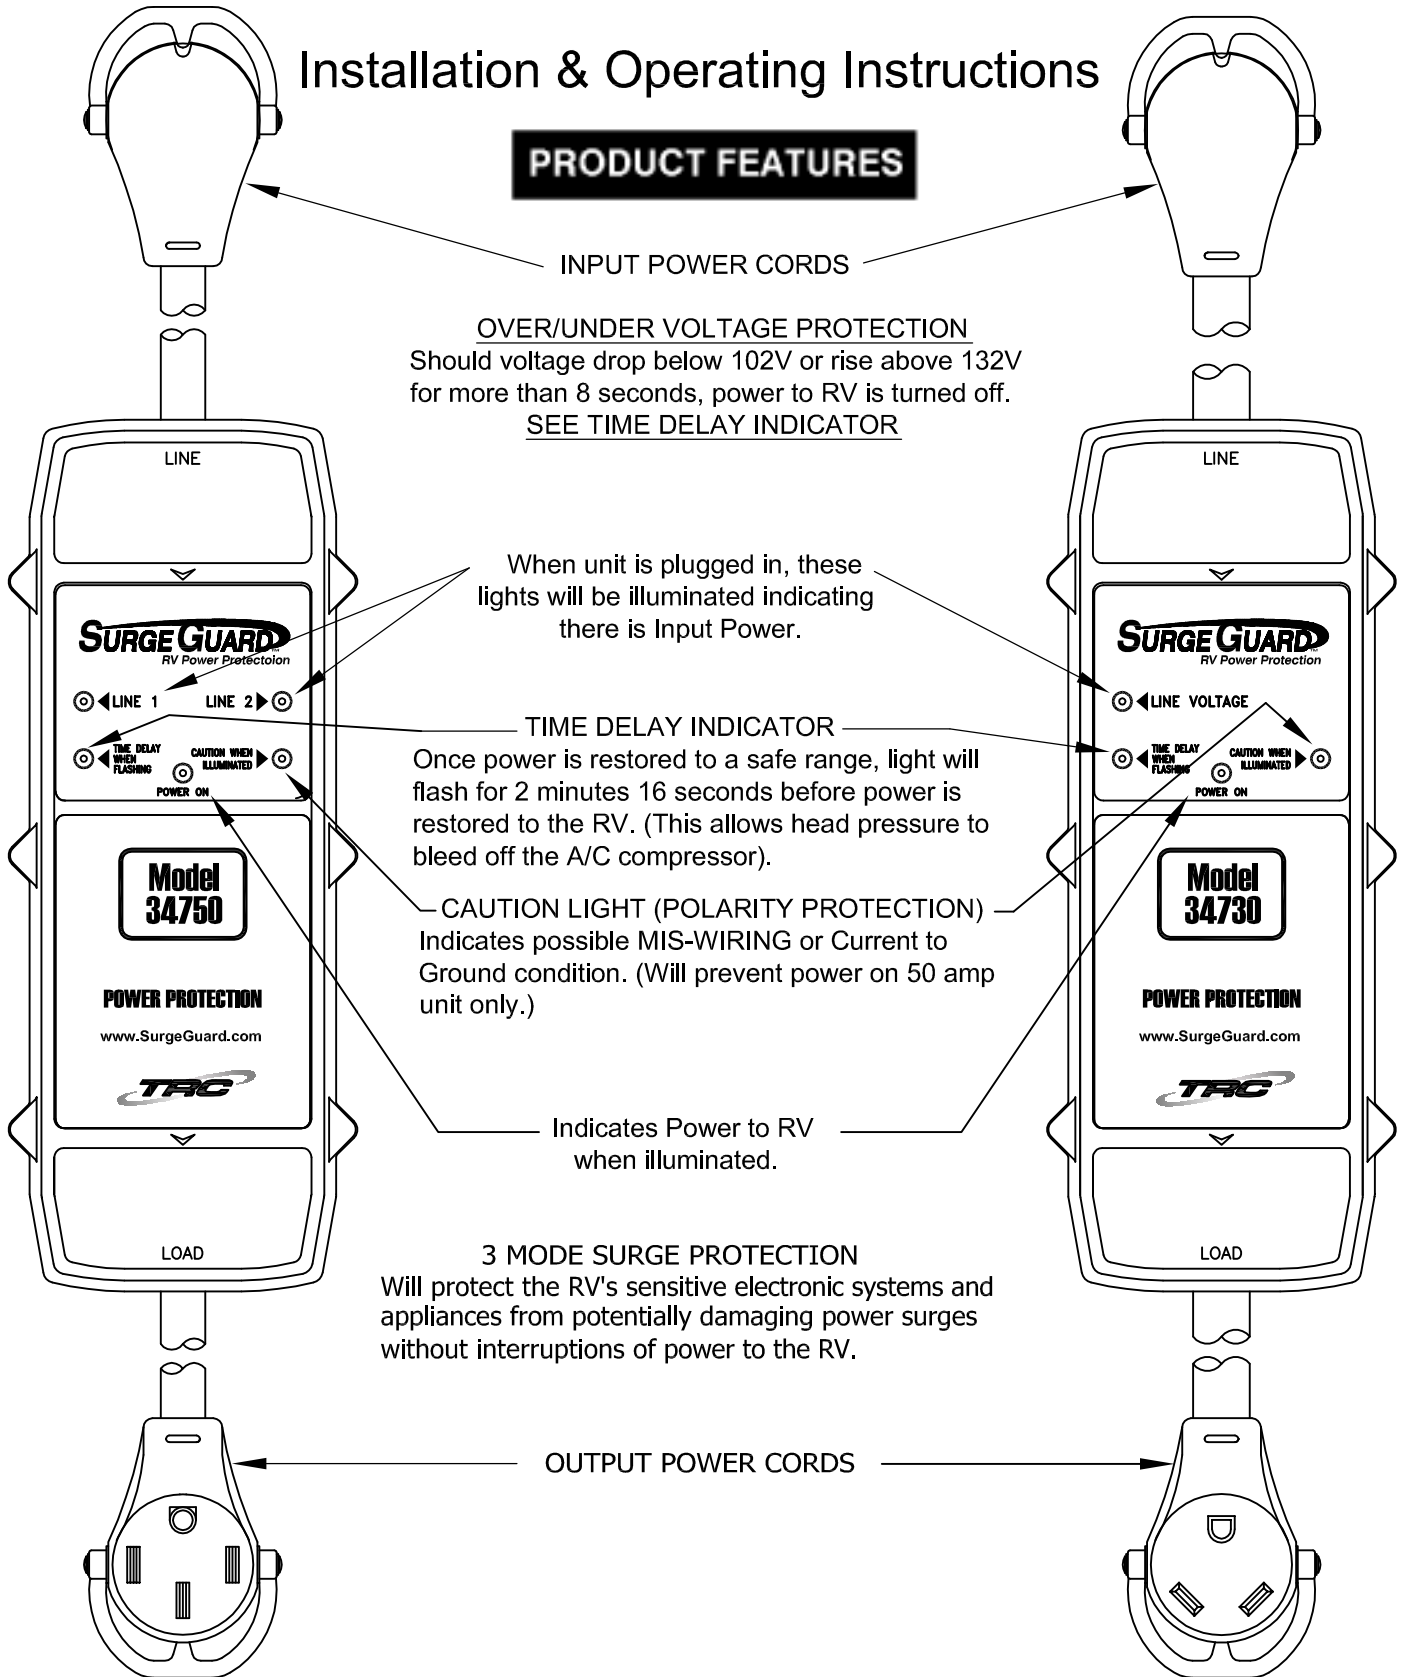 Installation & Operating Instructions
PRODUCT FEATURES
INPUT POWER CORDS
OVER/UNDER VOLTAGE PROTECTION
Should voltage drop below 102V or rise above 132V
for more than 8 seconds, power to RV is turned off.
SEE TIME DELAY INDICATOR
LINE
SURGE GUARD™
RV Power Protectoion
LINE 1
LINE 2
TIME DELAY
WHEN
FLASHING
CAUTION WHEN
ILLUMINATED
POWER ON
Model
34750
POWER PROTECTION
www.SurgeGuard.com
TRC
LOAD
When unit is plugged in, these
lights will be illuminated indicating
there is Input Power.
TIME DELAY INDICATOR
Once power is restored to a safe range, light will
flash for 2 minutes 16 seconds before power is
restored to the RV. (This allows head pressure to
bleed off the A/C compressor).
CAUTION LIGHT (POLARITY PROTECTION)
Indicates possible MIS-WIRING or Current to
Ground condition. (Will prevent power on 50 amp
unit only.)
Indicates Power to RV
when illuminated.
3 MODE SURGE PROTECTION
Will protect the RV's sensitive electronic systems and
appliances from potentially damaging power surges
without interruptions of power to the RV.
OUTPUT POWER CORDS
LINE
SURGE GUARD™
RV Power Protection
LINE VOLTAGE
TIME DELAY
WHEN
FLASHING
CAUTION WHEN
ILLUMINATED
POWER ON
Model
34730
POWER PROTECTION
www.SurgeGuard.com
TRC
LOAD